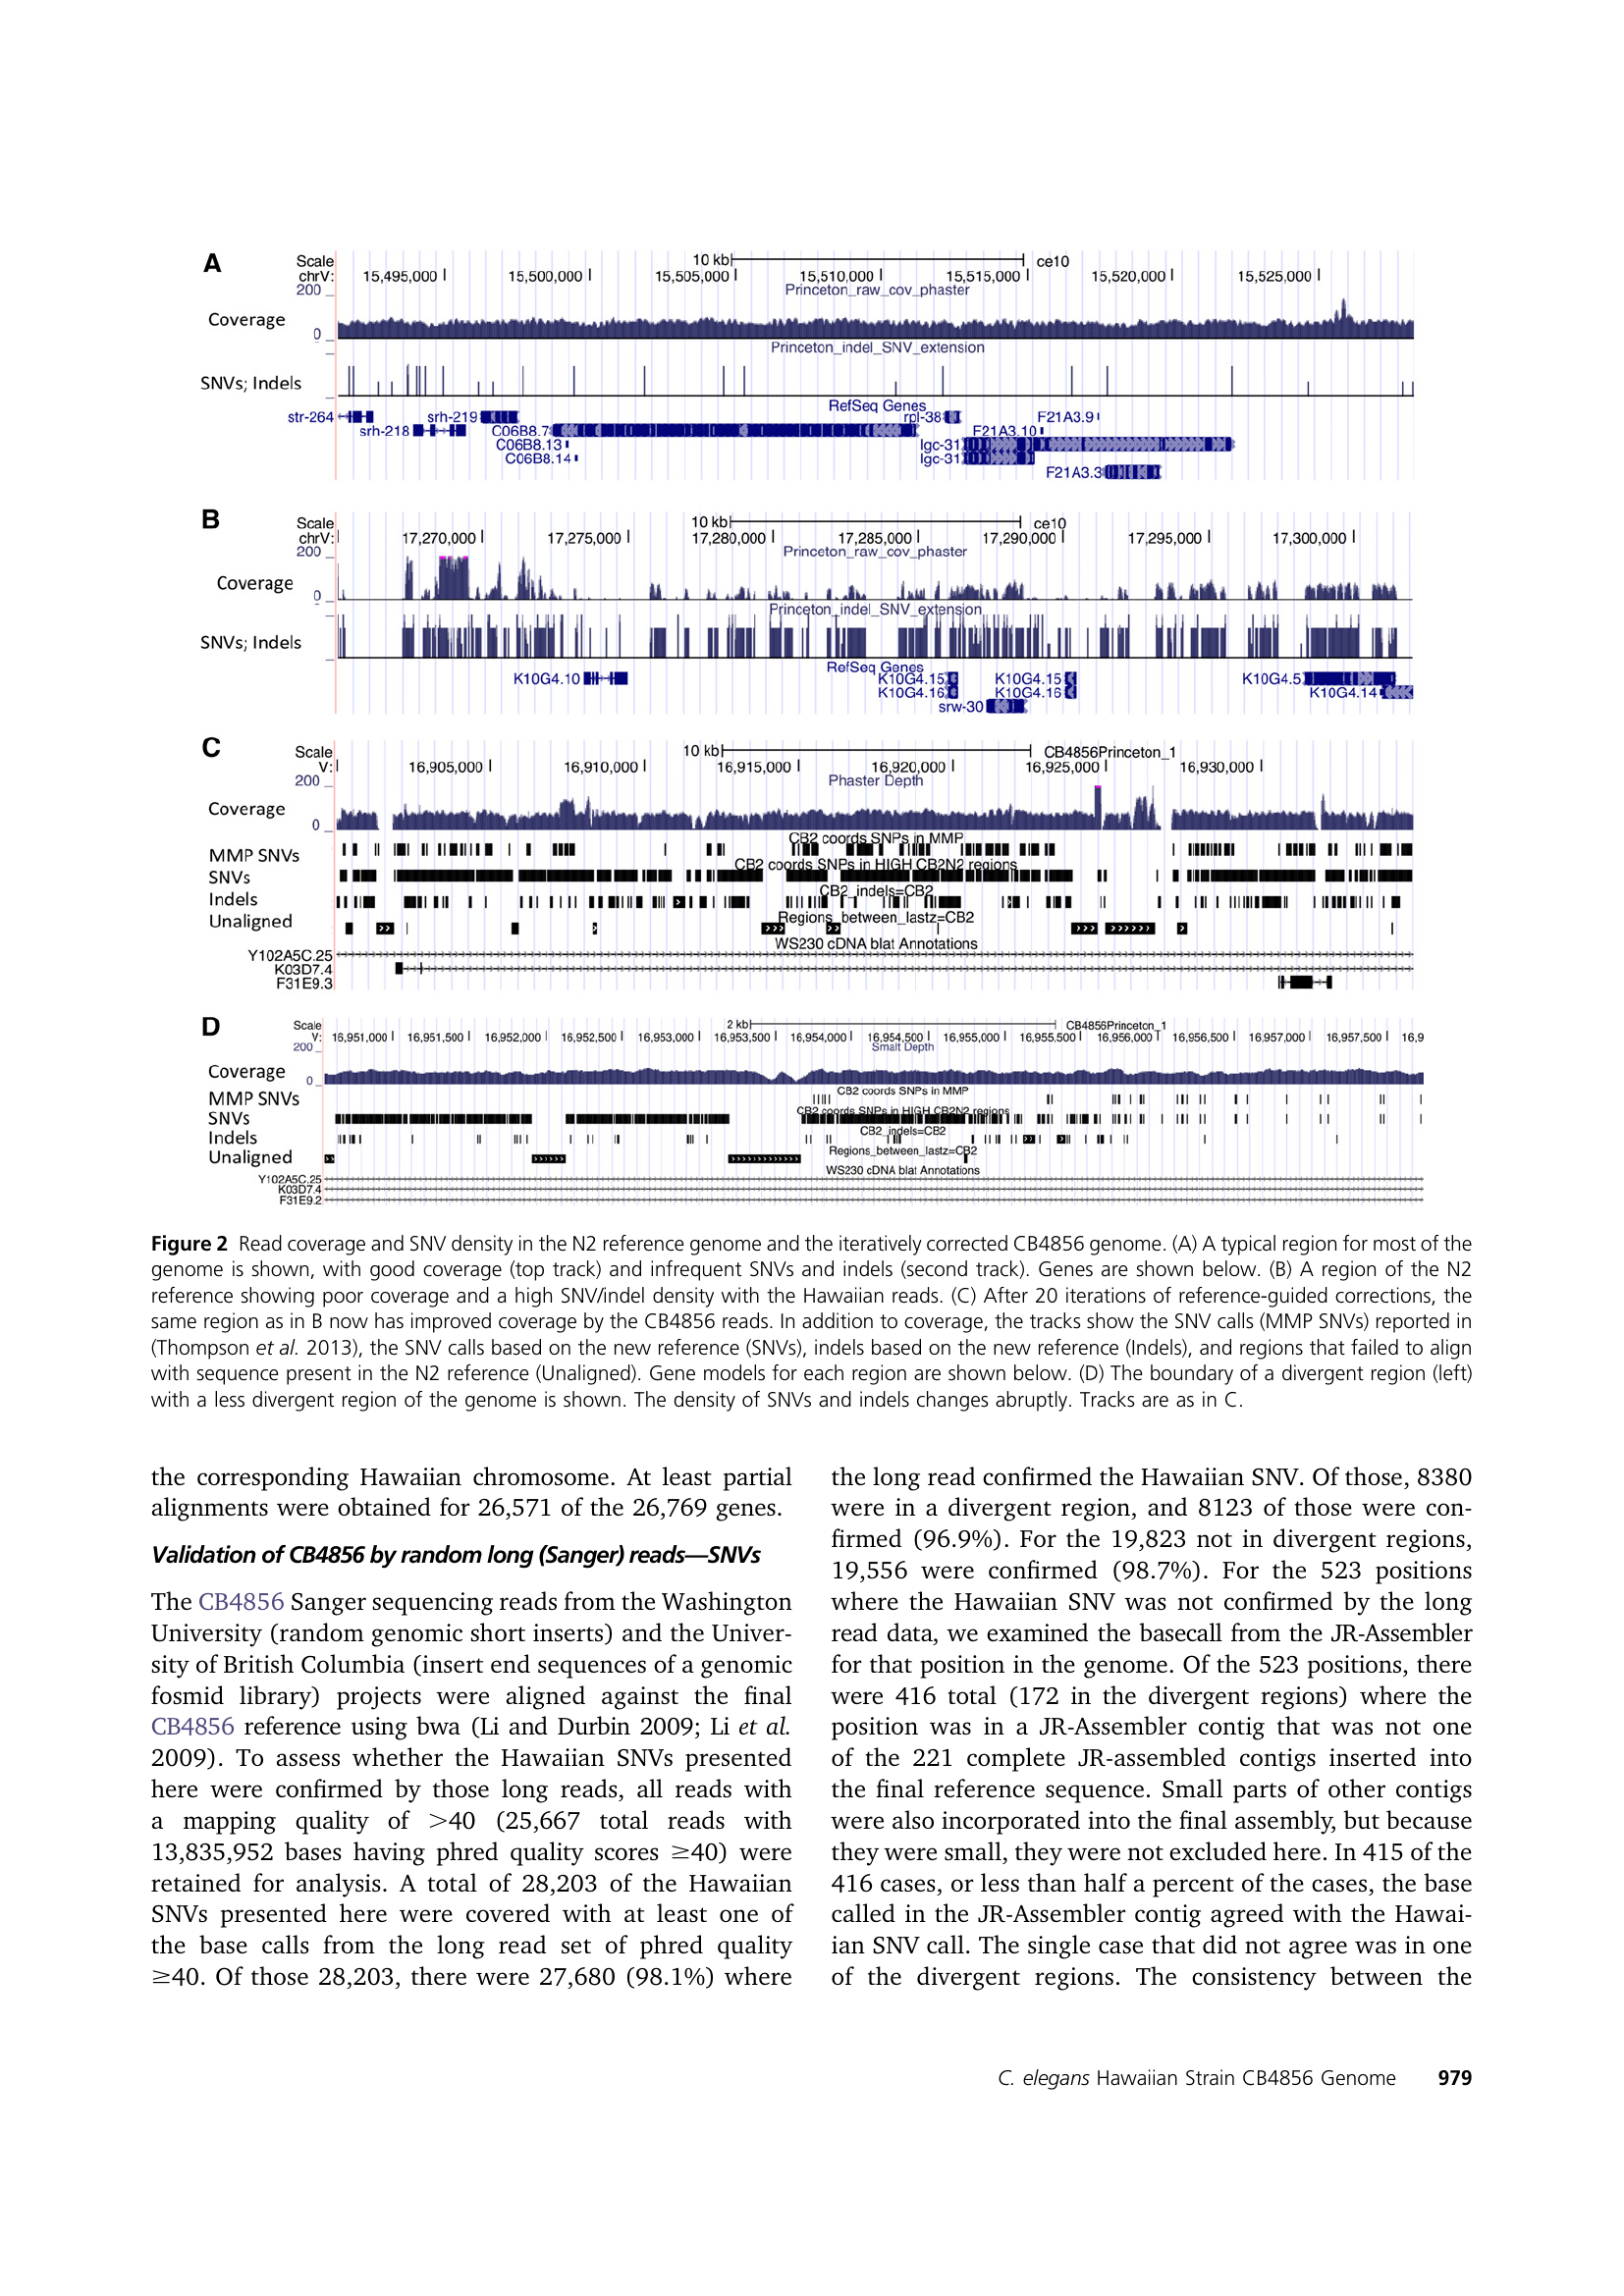 A
Scale
10 kb
ce10
chrV:
15,495,000
15,500,000
15,505,000
15,510,000
15,515,000
15,520,000
15,525,000
200
Princeton_raw_cov_phaster
Coverage
0
Princeton_indel_SNV_extension
SNVs; Indels
RefSeq Genes
str-264
srh-219
rpl-38
F21A3.9
srh-218
C06B8.7
F21A3.10
C06B8.13
lgc-31
C06B8.14
lgc-31
F21A3.3
B
Scale
10 kb
ce10
chrV:
17,270,000
17,275,000
17,280,000
17,285,000
17,290,000
17,295,000
17,300,000
200
Princeton_raw_cov_phaster
Coverage
0
Princeton_indel_SNV_extension
SNVs; Indels
RefSeq Genes
K10G4.10
K10G4.15
K10G4.15
K10G4.5
K10G4.16
K10G4.16
K10G4.14
srw-30
C
Scale
10 kb
CB4856Princeton_1
V:
16,905,000
16,910,000
16,915,000
16,920,000
16,925,000
16,930,000
200
Phaster Depth
Coverage
0
CB2 coords SNPs in MMP
MMP SNVs
CB2 coords SNPs in HIGH CB2N2 regions
SNVs
CB2_indels=CB2
Indels
Regions_between_lastz=CB2
Unaligned
WS230 cDNA blat Annotations
Y102A5C.25
K03D7.4
F31E9.3
D
Scale
2 kb
CB4856Princeton_1
V:
16,951,000
16,951,500
16,952,000
16,952,500
16,953,000
16,953,500
16,954,000
16,954,500
16,955,000
16,955,500
16,956,000
16,956,500
16,957,000
16,957,500
16,9
200
Smalt Depth
Coverage
0
CB2 coords SNPs in MMP
MMP SNVs
CB2 coords SNPs in HIGH CB2N2 regions
SNVs
CB2_indels=CB2
Indels
Regions_between_lastz=CB2
Unaligned
WS230 cDNA blat Annotations
Y102A5C.25
K03D7.4
F31E9.2
Figure 2 Read coverage and SNV density in the N2 reference genome and the iteratively corrected CB4856 genome. (A) A typical region for most of the
genome is shown, with good coverage (top track) and infrequent SNVs and indels (second track). Genes are shown below. (B) A region of the N2
reference showing poor coverage and a high SNV/indel density with the Hawaiian reads. (C) After 20 iterations of reference-guided corrections, the
same region as in B now has improved coverage by the CB4856 reads. In addition to coverage, the tracks show the SNV calls (MMP SNVs) reported in
(Thompson et al. 2013), the SNV calls based on the new reference (SNVs), indels based on the new reference (Indels), and regions that failed to align
with sequence present in the N2 reference (Unaligned). Gene models for each region are shown below. (D) The boundary of a divergent region (left)
with a less divergent region of the genome is shown. The density of SNVs and indels changes abruptly. Tracks are as in C.
the corresponding Hawaiian chromosome. At least partial
alignments were obtained for 26,571 of the 26,769 genes.
Validation of CB4856 by random long (Sanger) reads—SNVs
The CB4856 Sanger sequencing reads from the Washington
University (random genomic short inserts) and the Univer-
sity of British Columbia (insert end sequences of a genomic
fosmid library) projects were aligned against the final
CB4856 reference using bwa (Li and Durbin 2009; Li et al.
2009). To assess whether the Hawaiian SNVs presented
here were confirmed by those long reads, all reads with
a mapping quality of >40 (25,667 total reads with
13,835,952 bases having phred quality scores ≥40) were
retained for analysis. A total of 28,203 of the Hawaiian
SNVs presented here were covered with at least one of
the base calls from the long read set of phred quality
≥40. Of those 28,203, there were 27,680 (98.1%) where
the long read confirmed the Hawaiian SNV. Of those, 8380
were in a divergent region, and 8123 of those were con-
firmed (96.9%). For the 19,823 not in divergent regions,
19,556 were confirmed (98.7%). For the 523 positions
where the Hawaiian SNV was not confirmed by the long
read data, we examined the basecall from the JR-Assembler
for that position in the genome. Of the 523 positions, there
were 416 total (172 in the divergent regions) where the
position was in a JR-Assembler contig that was not one
of the 221 complete JR-assembled contigs inserted into
the final reference sequence. Small parts of other contigs
were also incorporated into the final assembly, but because
they were small, they were not excluded here. In 415 of the
416 cases, or less than half a percent of the cases, the base
called in the JR-Assembler contig agreed with the Hawai-
ian SNV call. The single case that did not agree was in one
of the divergent regions. The consistency between the
C. elegans Hawaiian Strain CB4856 Genome 979